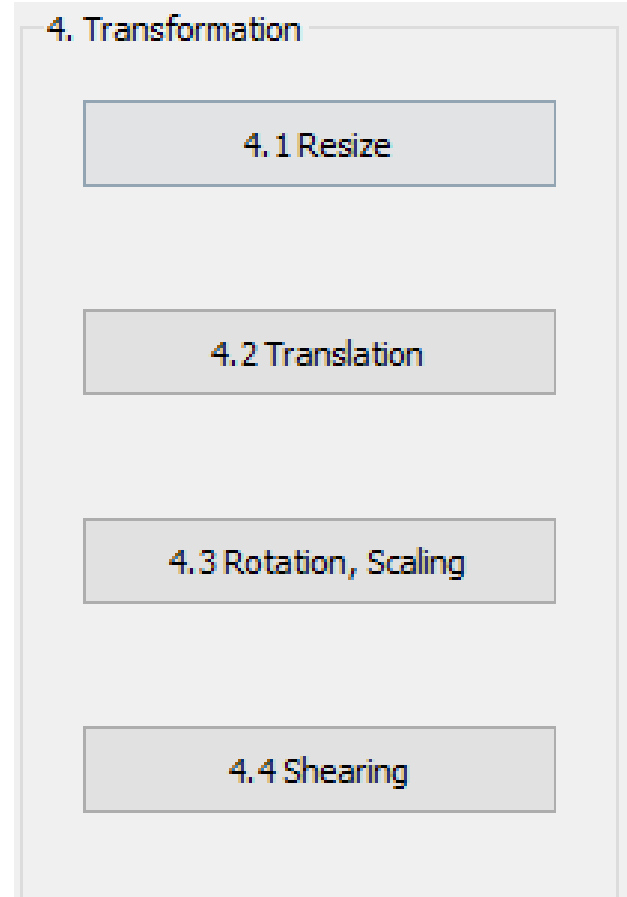 4. Transformation
4.1 Resize
4.2 Translation
4.3 Rotation, Scaling
4.4 Shearing